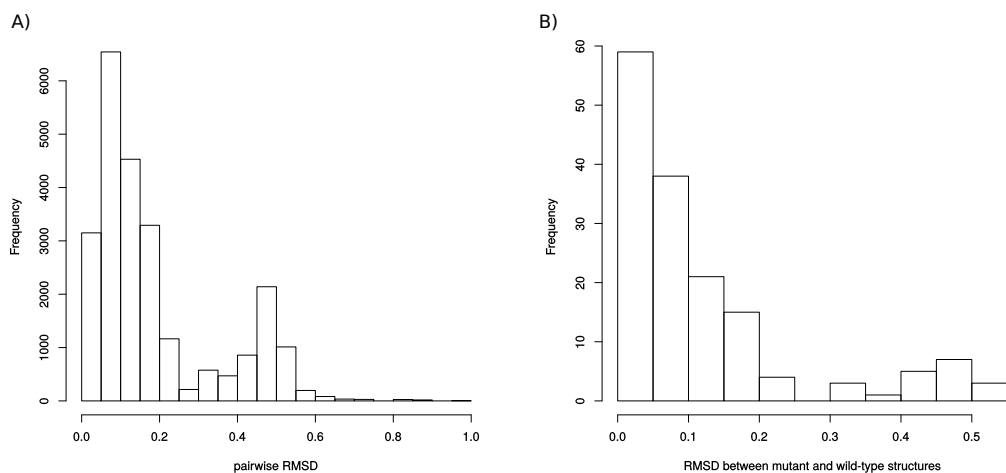 A)
Frequency
6000
5000
4000
3000
2000
1000
0
0.0 0.2 0.4 0.6 0.8 1.0
pairwise RMSD
B)
Frequency
60
50
40
30
20
10
0
0.0 0.1 0.2 0.3 0.4 0.5
RMSD between mutant and wild-type structures